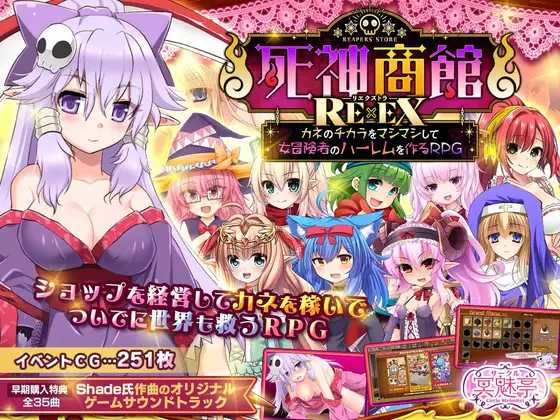 REAPERS STORE
死神商館
リエクストラ
RE×EX
カネのチカラをマシマシして
女冒険者のハーレムを作るRPG
ショップを経営してカネを稼いで
ついでに世界も救うRPG
イベントCG…251枚
早期購入特典
全35曲
Shade氏作曲のオリジナル
ゲームサウンドトラック
サークル
冥魅亭
Circle Meimitei